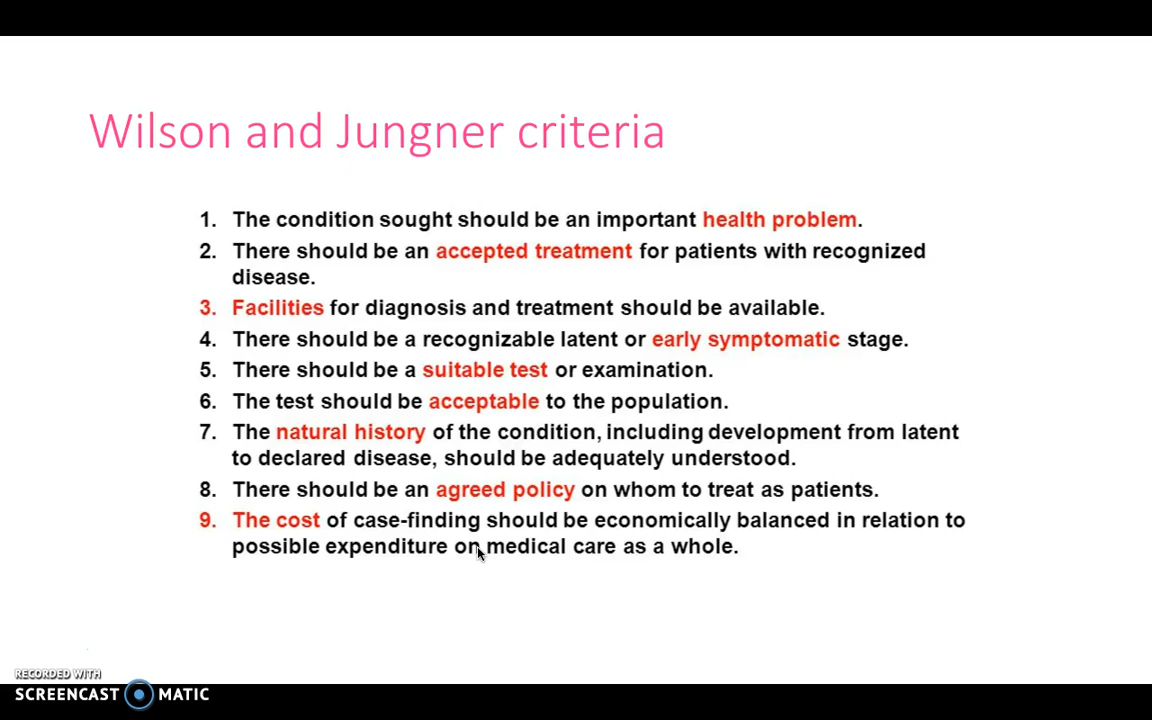 Wilson and Jungner criteria
1. The condition sought should be an important health problem.
2. There should be an accepted treatment for patients with recognized
disease.
3. Facilities for diagnosis and treatment should be available.
4. There should be a recognizable latent or early symptomatic stage.
5. There should be a suitable test or examination.
6. The test should be acceptable to the population.
7. The natural history of the condition, including development from latent
to declared disease, should be adequately understood.
8. There should be an agreed policy on whom to treat as patients.
9. The cost of case-finding should be economically balanced in relation to
possible expenditure on medical care as a whole.
RECORDED WITH
SCREENCAST MATIC